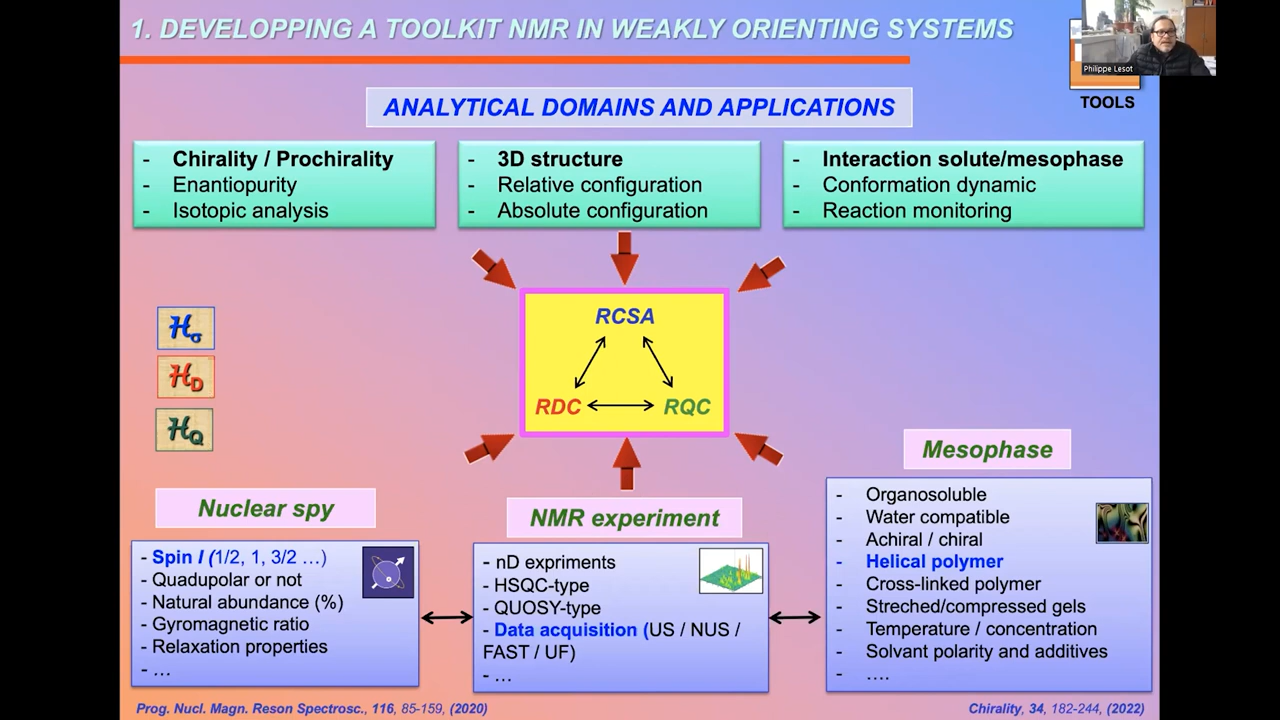 1. DEVELOPPING A TOOLKIT NMR IN WEAKLY ORIENTING SYSTEMS
Philippe Lesot
TOOLS
ANALYTICAL DOMAINS AND APPLICATIONS
- Chirality / Prochirality
- Enantiopurity
- Isotopic analysis
- 3D structure
- Relative configuration
- Absolute configuration
- Interaction solute/mesophase
- Conformation dynamic
- Reaction monitoring
RCSA
RDC
RQC
Hσ
HD
HQ
Nuclear spy
- Spin I (1/2, 1, 3/2 ...)
- Quadupolar or not
- Natural abundance (%)
- Gyromagnetic ratio
- Relaxation properties
- ...
NMR experiment
- nD expriments
- HSQC-type
- QUOSY-type
- Data acquisition (US / NUS /
FAST / UF)
- ...
Mesophase
- Organosoluble
- Water compatible
- Achiral / chiral
- Helical polymer
- Cross-linked polymer
- Streched/compressed gels
- Temperature / concentration
- Solvent polarity and additives
- ....
Prog. Nucl. Magn. Reson Spectrosc., 116, 85-159, (2020)
Chirality, 34, 182-244, (2022)